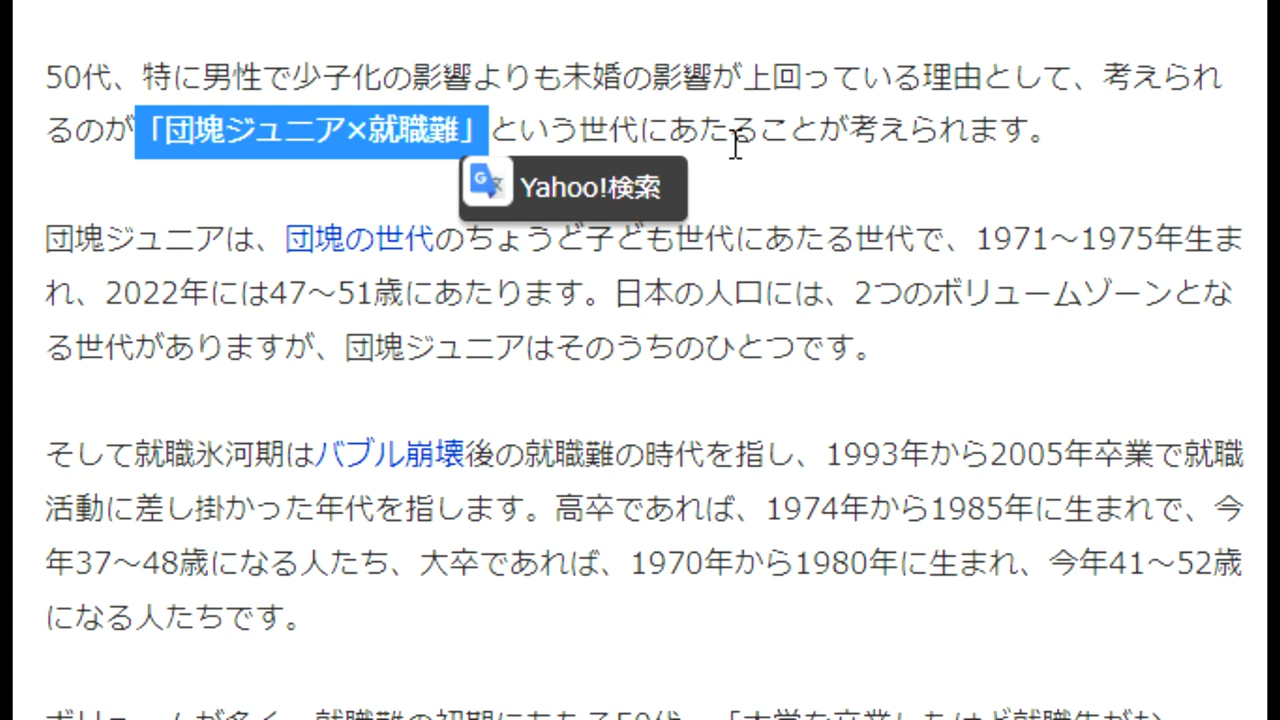 50代、特に男性で少子化の影響よりも未婚の影響が上回っている理由として、考えられ
るのが「団塊ジュニア×就職難」という世代にあたることが考えられます。
Yahoo!検索
団塊ジュニアは、団塊の世代のちょうど子ども世代にあたる世代で、1971～1975年生ま
れ、2022年には47～51歳にあたります。日本の人口には、2つのボリュームゾーンとな
る世代がありますが、団塊ジュニアはそのうちのひとつです。
そして就職氷河期はバブル崩壊後の就職難の時代を指し、1993年から2005年卒業で就職
活動に差し掛かった年代を指します。高卒であれば、1974年から1985年に生まれで、今
年37～48歳になる人たち、大卒であれば、1970年から1980年に生まれ、今年41～52歳
になる人たちです。